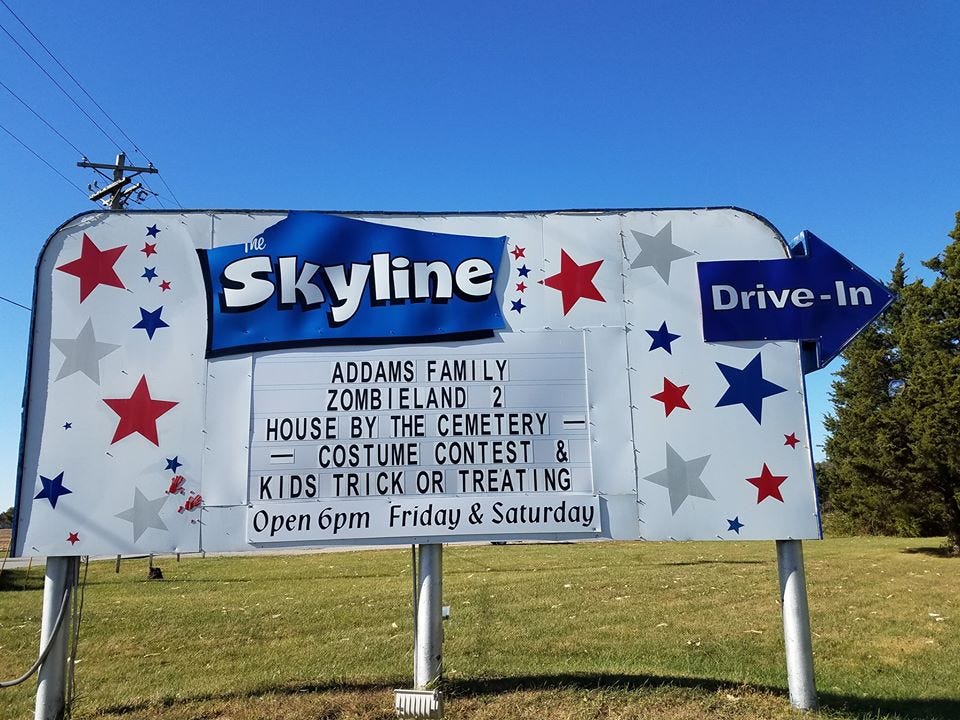 The
Skyline
Drive-In
ADDAMS FAMILY
ZOMBIELAND 2
HOUSE BY THE CEMETERY —
— COSTUME CONTEST &
KIDS TRICK OR TREATING
Open 6pm Friday & Saturday